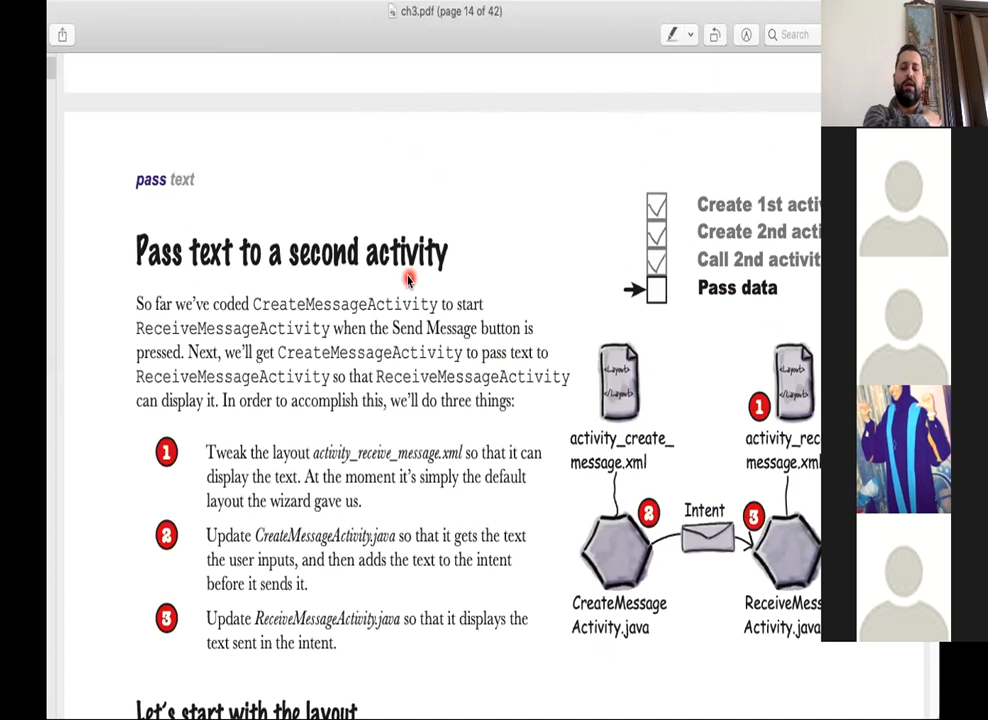 ch3.pdf (page 14 of 42)
Search
pass text
Create 1st acti
Create 2nd acti
Call 2nd activit
Pass data
Pass text to a second activity
So far we've coded CreateMessageActivity to start
ReceiveMessageActivity when the Send Message button is
pressed. Next, we'll get CreateMessageActivity to pass text to
ReceiveMessageActivity so that ReceiveMessageActivity
can display it. In order to accomplish this, we'll do three things:
1 Tweak the layout activity_receive_message.xml so that it can
display the text. At the moment it's simply the default
layout the wizard gave us.
2 Update CreateMessageActivity.java so that it gets the text
the user inputs, and then adds the text to the intent
before it sends it.
3 Update ReceiveMessageActivity.java so that it displays the
text sent in the intent.
<Layout>
</Layout>
activity_create_
message.xml
1
<Layout>
</Layout>
activity_rec
message.xml
2
Intent
3
CreateMessage
Activity.java
ReceiveMess
Activity.java
Let's start with the layout